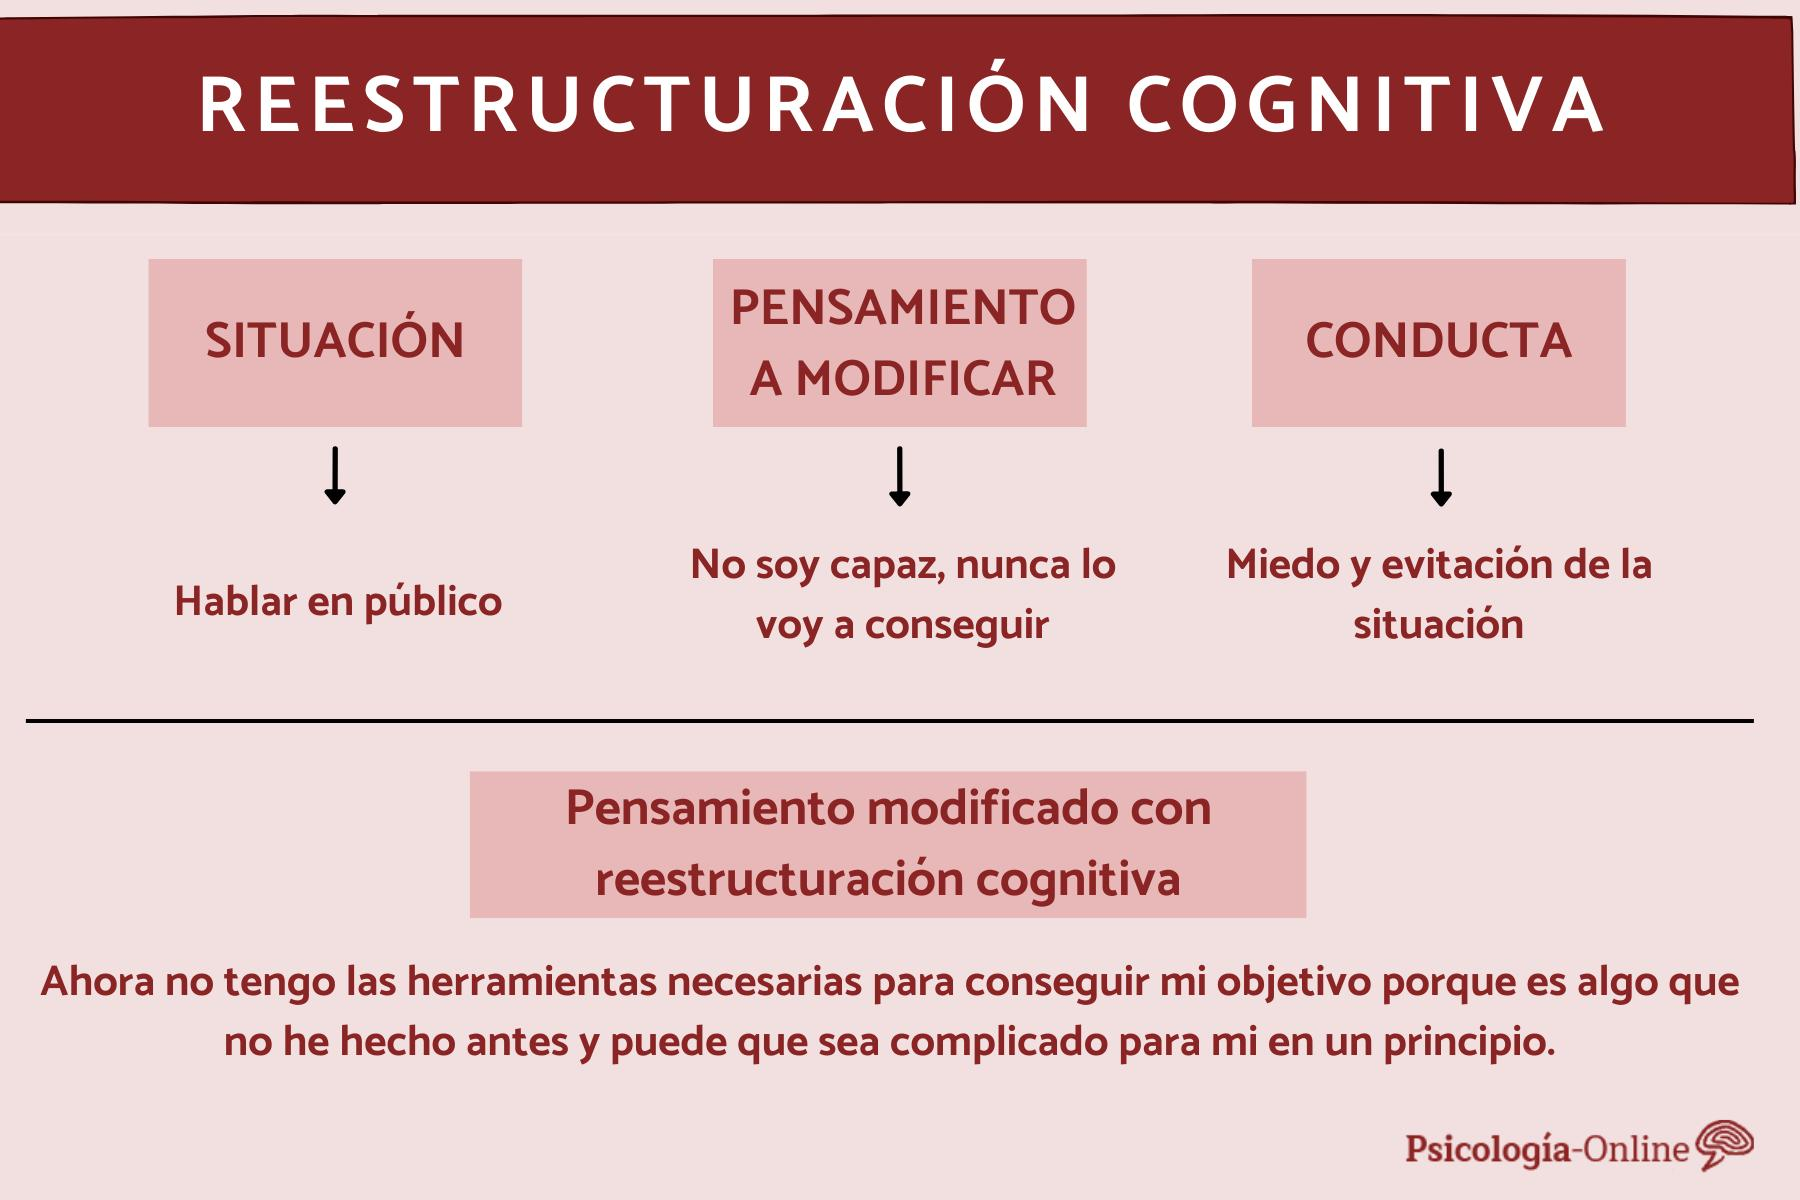 REESTRUCTURACIÓN COGNITIVA
SITUACIÓN
PENSAMIENTO
A MODIFICAR
CONDUCTA
Hablar en público
No soy capaz, nunca lo
voy a conseguir
Miedo y evitación de la
situación
Pensamiento modificado con
reestructuración cognitiva
Ahora no tengo las herramientas necesarias para conseguir mi objetivo porque es algo que
no he hecho antes y puede que sea complicado para mi en un principio.
Psicología-Online